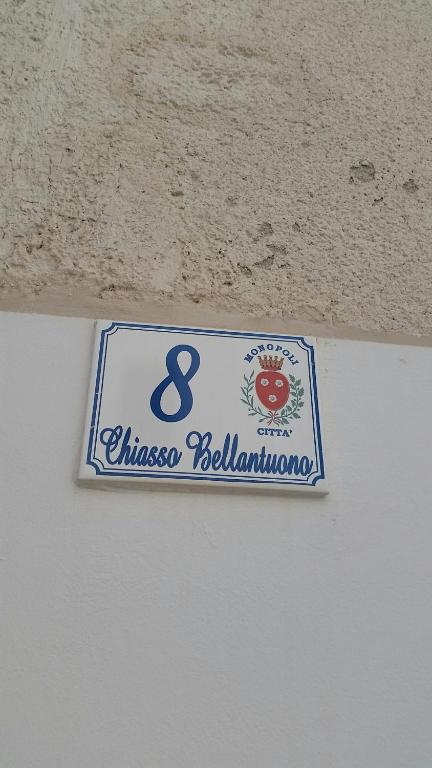 8
MONOPOLI
CITTA'
Chiasso Bellantuono